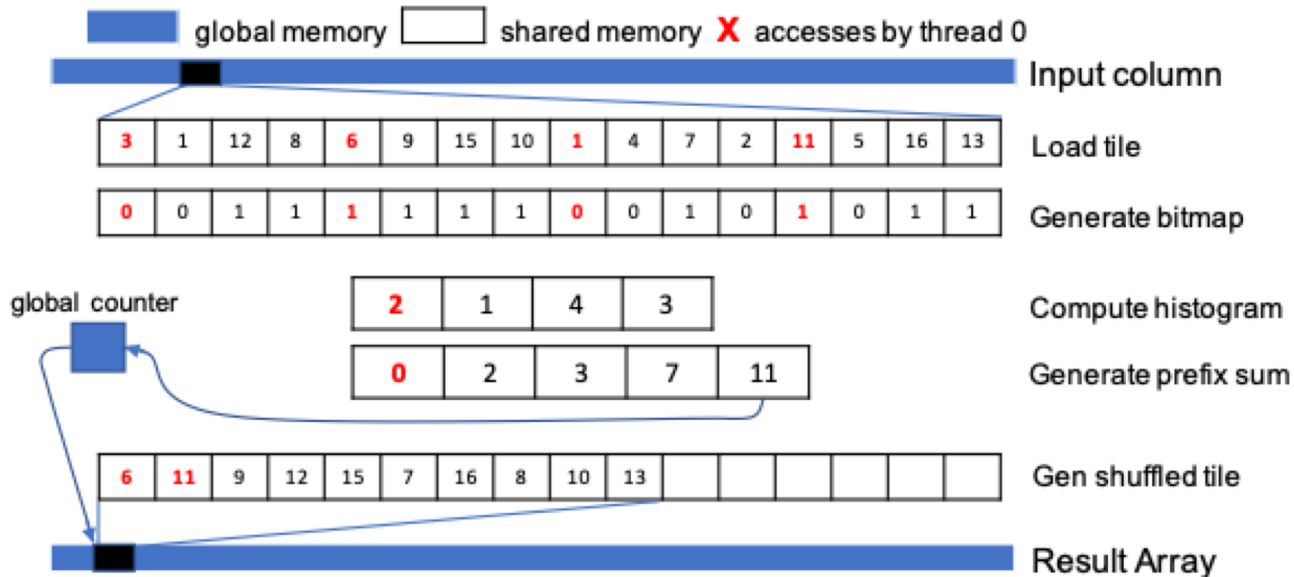 global memory shared memory X accesses by thread 0
Input column
3 1 12 8 6 9 15 10 1 4 7 2 11 5 16 13 Load tile
0 0 1 1 1 1 1 1 0 0 1 0 1 0 1 1 Generate bitmap
2 1 4 3 Compute histogram
global counter
0 2 3 7 11 Generate prefix sum
6 11 9 12 15 7 16 8 10 13 Gen shuffled tile
Result Array